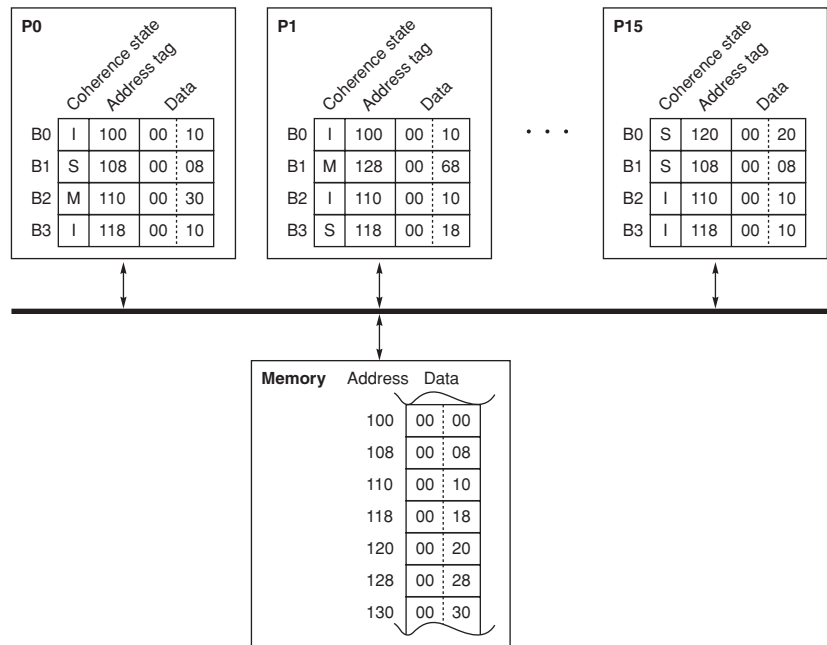 P0
Coherence state
Address tag
Data
B0 I 100 00 10
B1 S 108 00 08
B2 M 110 00 30
B3 I 118 00 10
P1
Coherence state
Address tag
Data
B0 I 100 00 10
B1 M 128 00 68
B2 I 110 00 10
B3 S 118 00 18
. . .
P15
Coherence state
Address tag
Data
B0 S 120 00 20
B1 S 108 00 08
B2 I 110 00 10
B3 I 118 00 10
Memory Address Data
100 00 00
108 00 08
110 00 10
118 00 18
120 00 20
128 00 28
130 00 30